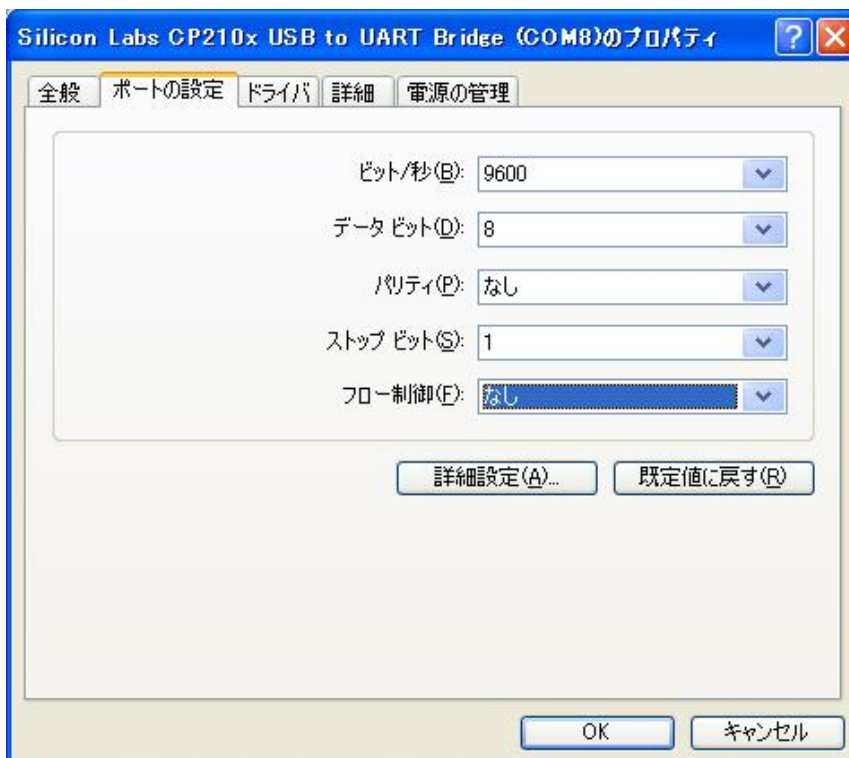 Silicon Labs CP210x USB to UART Bridge (COM8)のプロパティ
全般 ポートの設定 ドライバ 詳細 電源の管理
ビット/秒(B): 9600
データ ビット(D): 8
パリティ(P): なし
ストップ ビット(S): 1
フロー制御(F): なし
詳細設定(A)... 既定値に戻す(R)
OK キャンセル